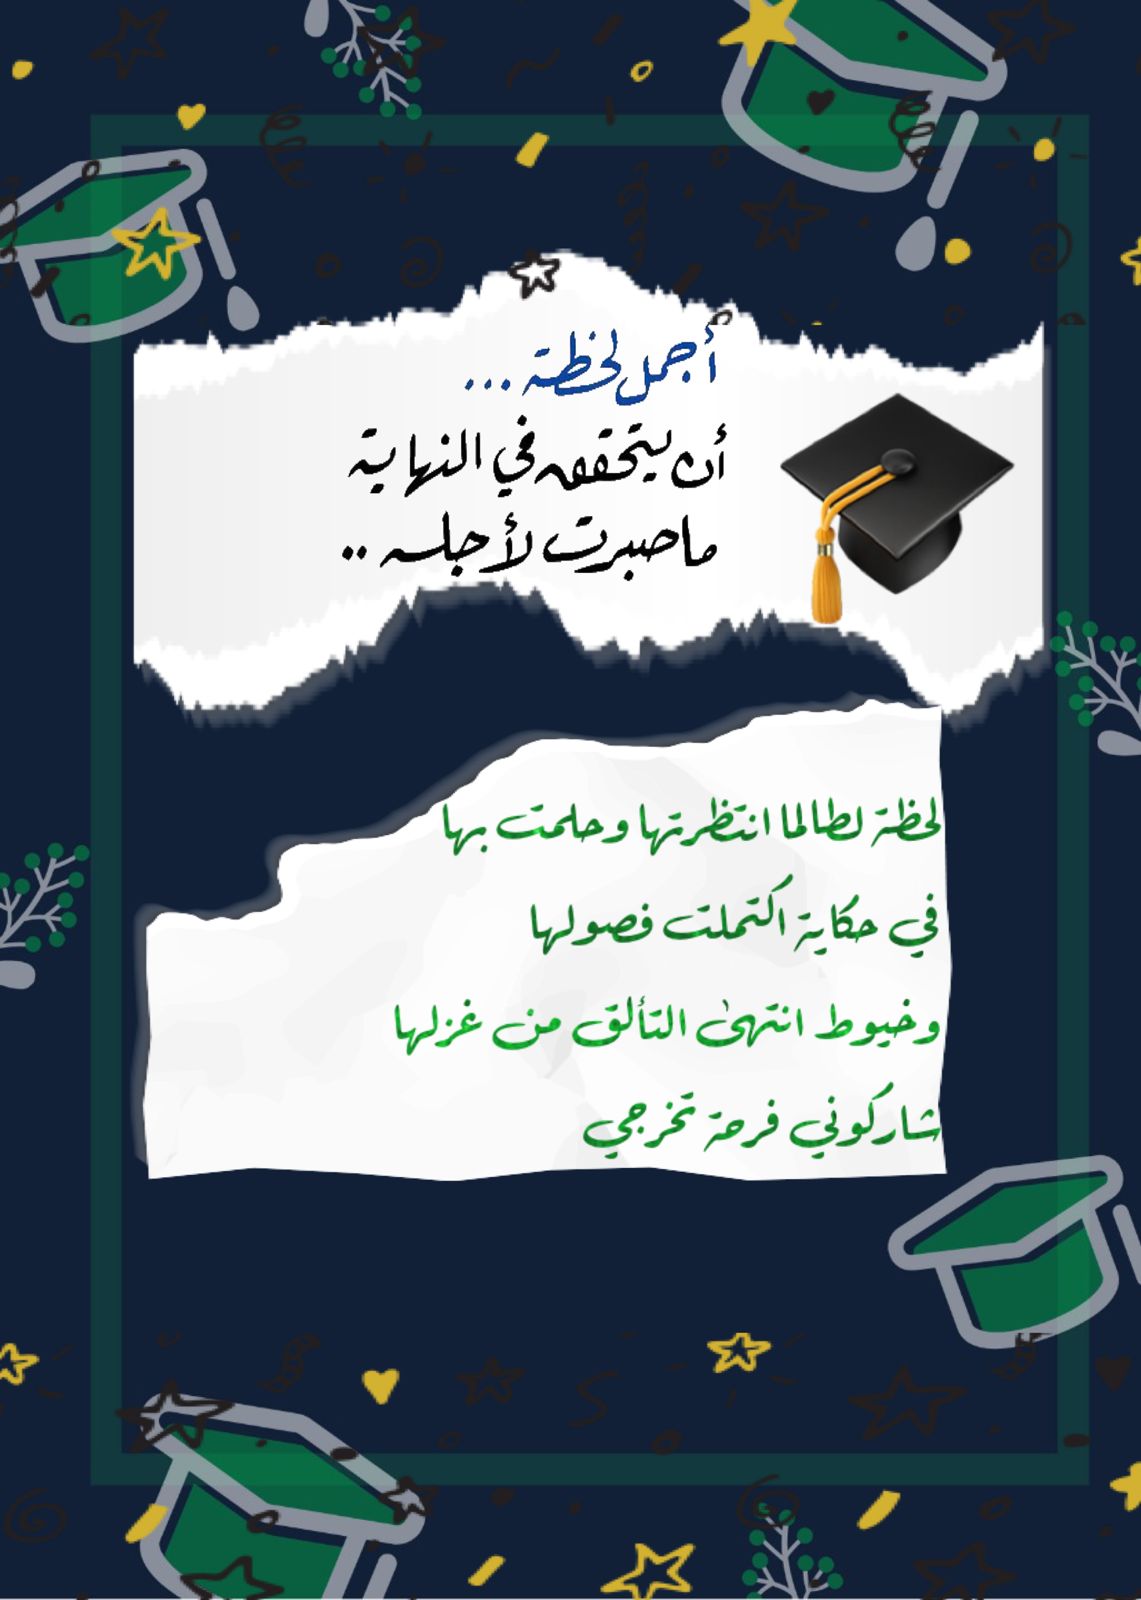 أجمل لحظة ...
أن يتحقق في النهاية
ما صبرت لأجله ..
لحظة لطالما انتظرتها وحلمت بها
في حكاية اكتملت فصولها
وخيوط انتهى التألق من غزلها
شاركوني فرحة تخرجي